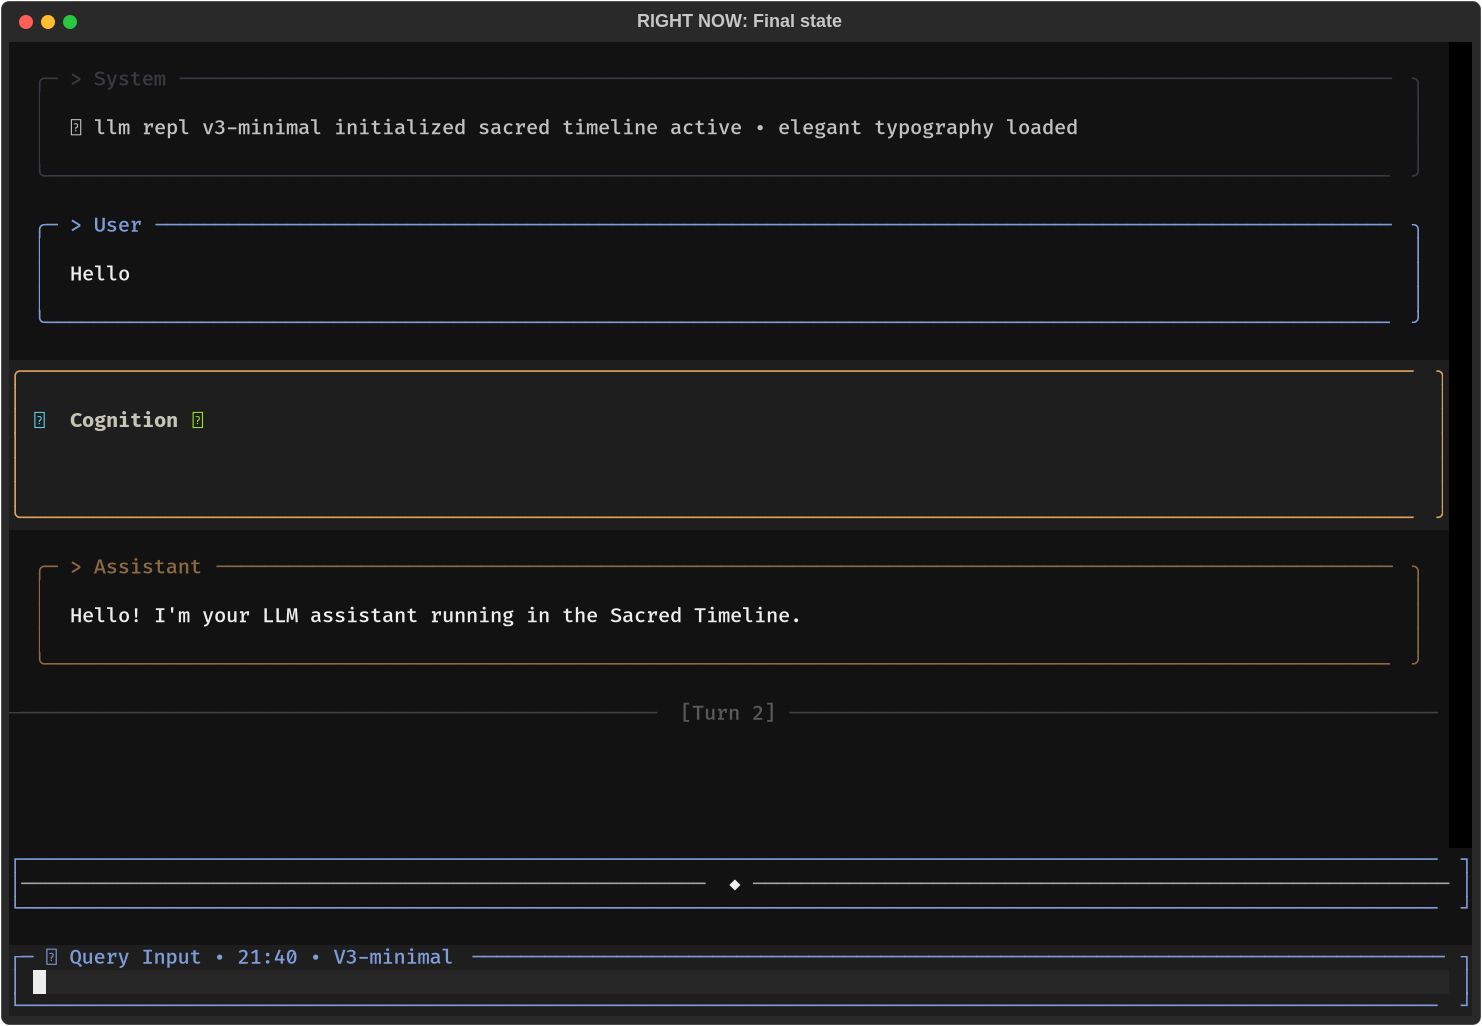 RIGHT NOW: Final state
> System
llm repl v3-minimal initialized sacred timeline active • elegant typography loaded
> User
Hello
Cognition
> Assistant
Hello! I'm your LLM assistant running in the Sacred Timeline.
[Turn 2]
Query Input • 21:40 • V3-minimal